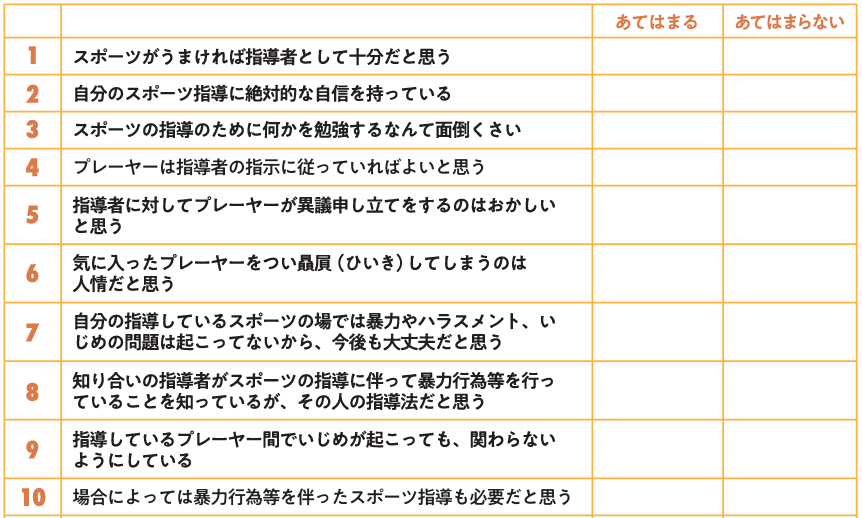 あてはまる あてはまらない
1 スポーツがうまければ指導者として十分だと思う
2 自分のスポーツ指導に絶対的な自信を持っている
3 スポーツの指導のために何かを勉強するなんて面倒くさい
4 プレーヤーは指導者の指示に従っていればよいと思う
5 指導者に対してプレーヤーが異議申し立てをするのはおかしい
と思う
6 気に入ったプレーヤーをつい贔屓（ひいき）してしまうのは
人情だと思う
7 自分の指導しているスポーツの場では暴力やハラスメント、い
じめの問題は起こってないから、今後も大丈夫だと思う
8 知り合いの指導者がスポーツの指導に伴って暴力行為等を行っ
ていることを知っているが、その人の指導法だと思う
9 指導しているプレーヤー間でいじめが起こっても、関わらない
ようにしている
10 場合によっては暴力行為等を伴ったスポーツ指導も必要だと思う